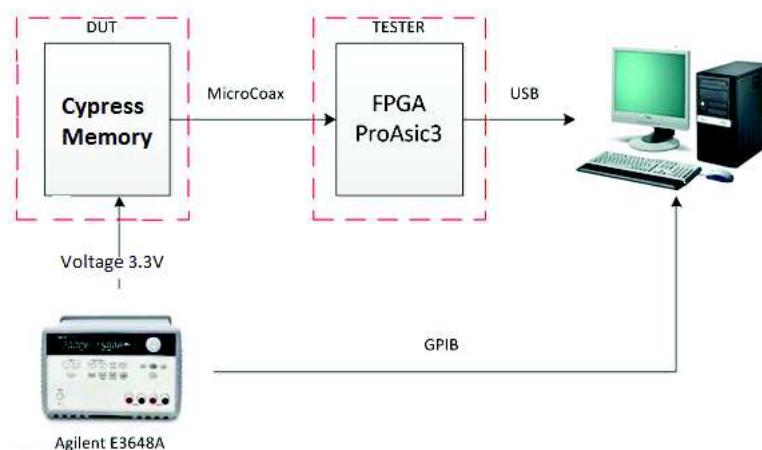 DUT
TESTER
Cypress
Memory
MicroCoax
FPGA
ProAsic3
USB
Voltage 3.3V
GPIB
Agilent E3648A